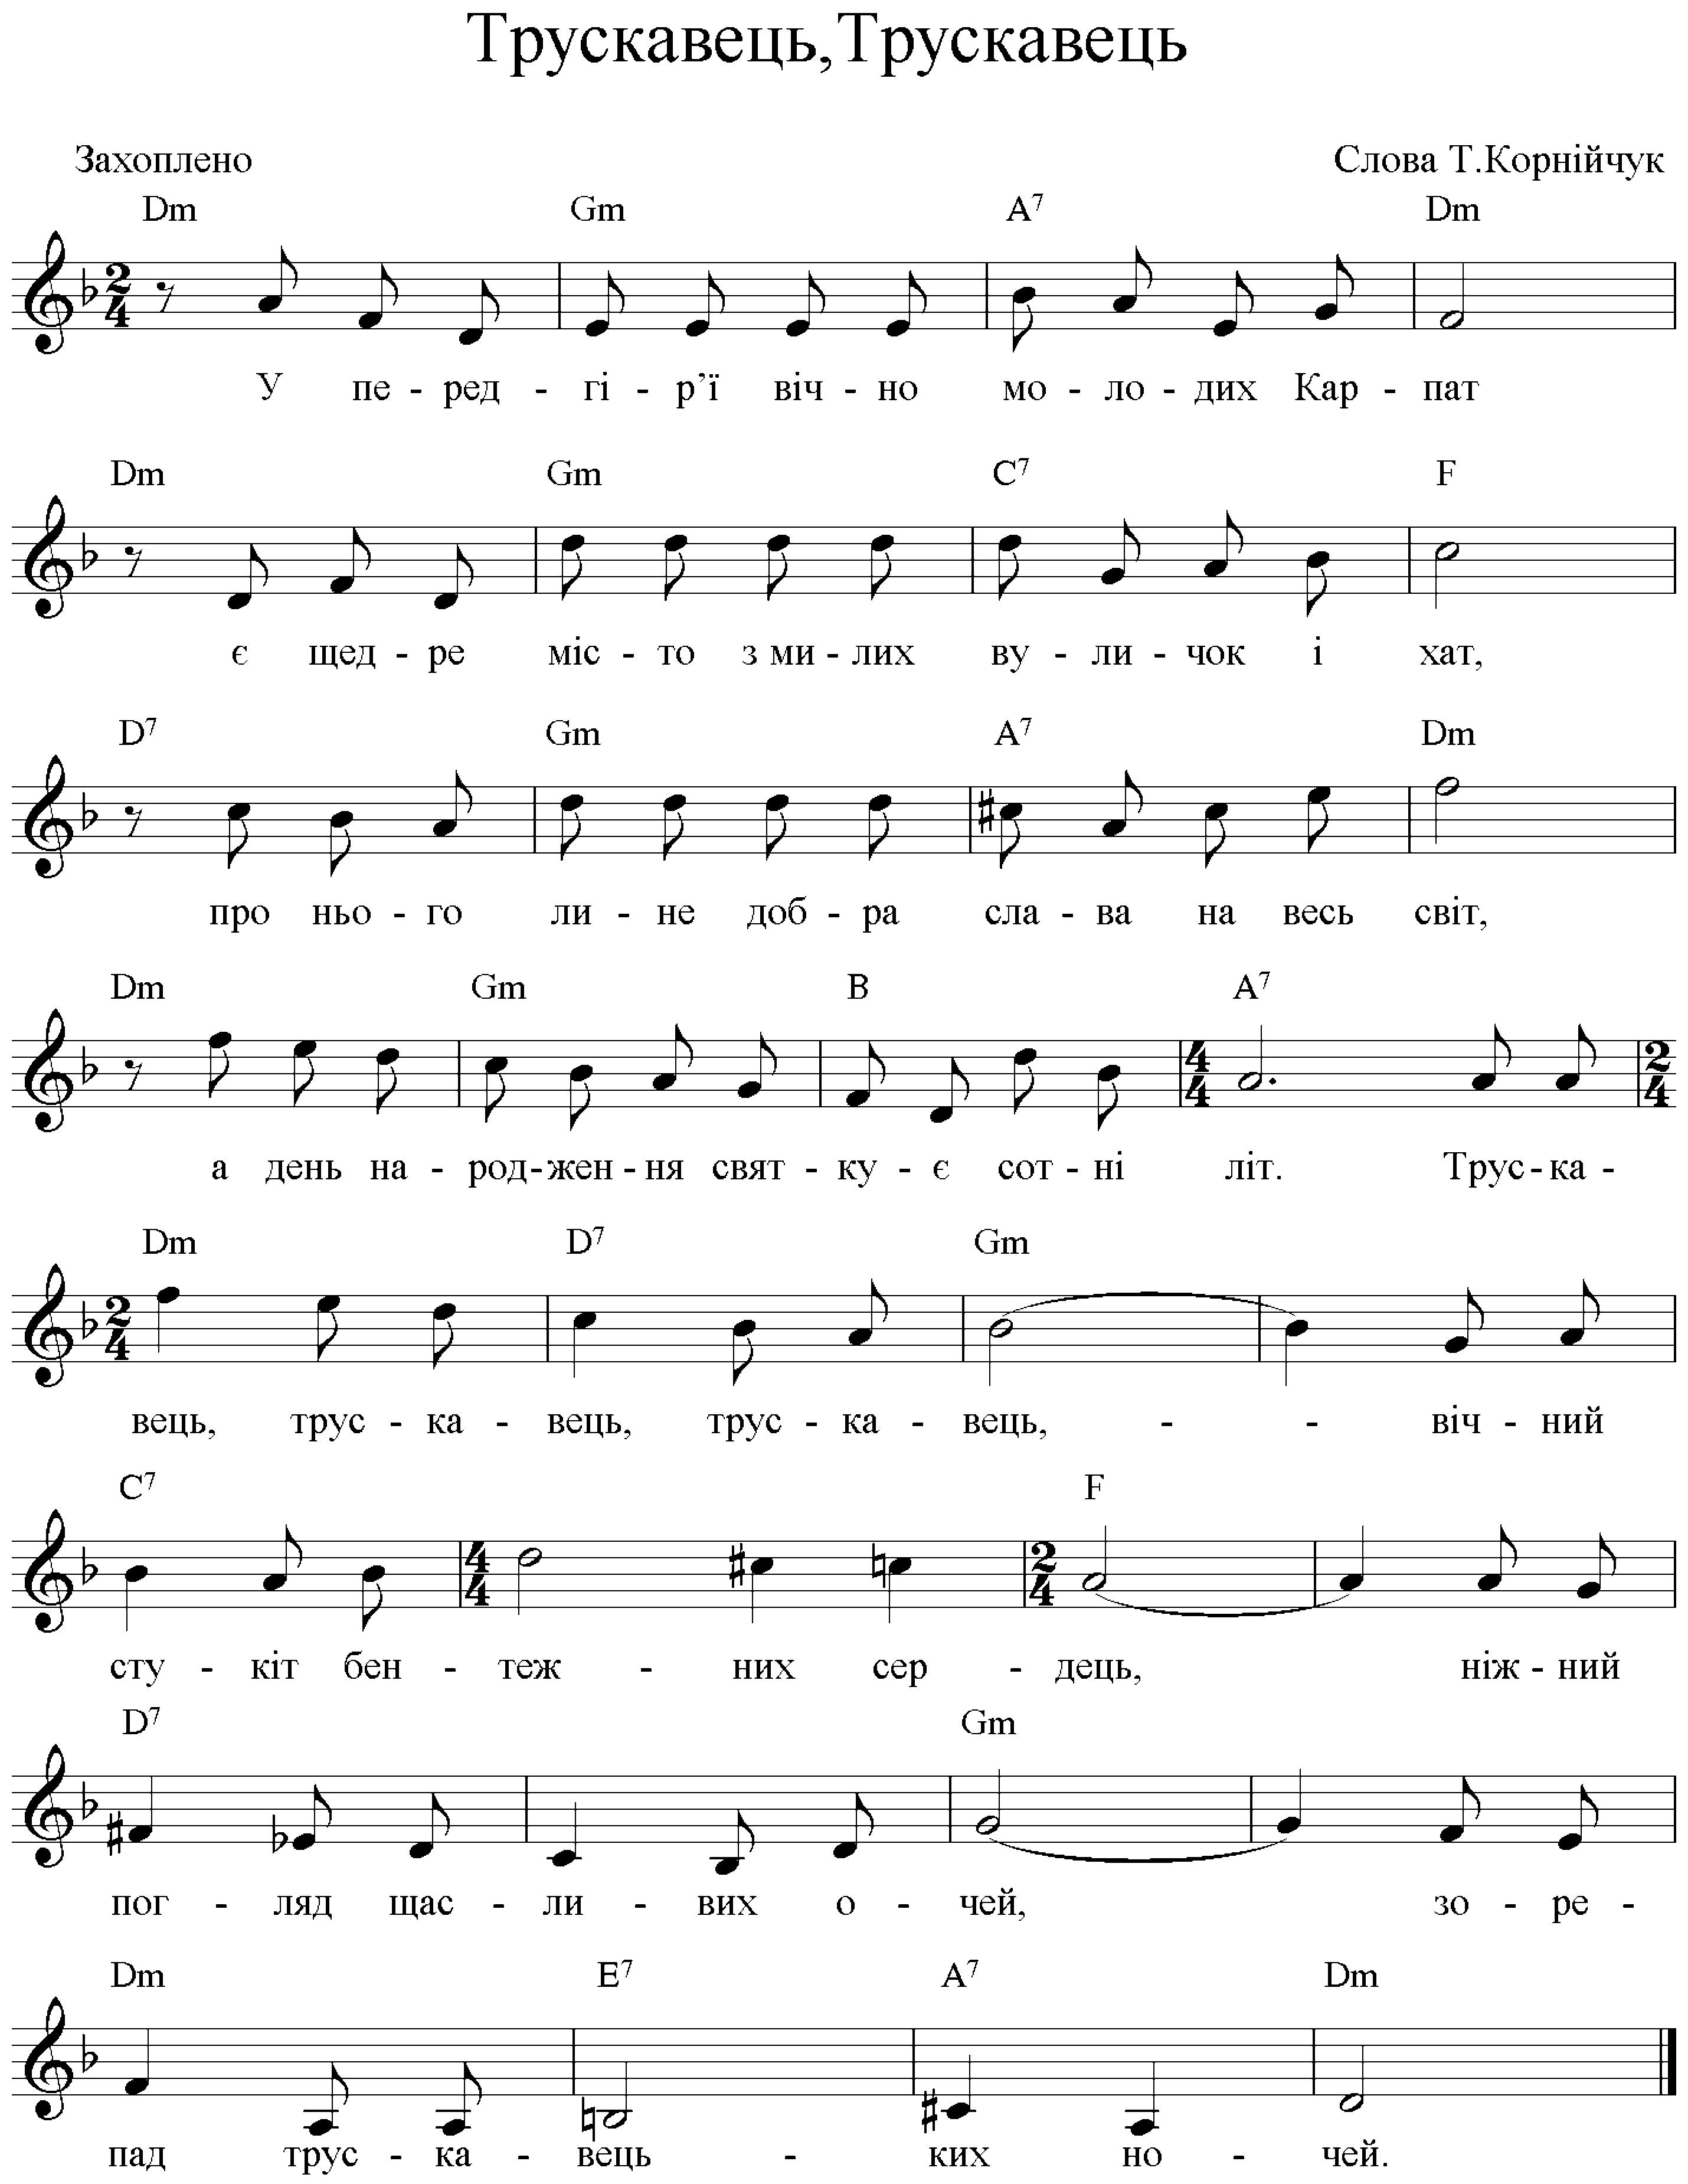 Трускавець,Трускавець
Захоплено
Слова Т.Корнійчук
Dm Gm A7 Dm
У пе - ред - гі - р’ї віч - но мо - ло - дих Кар - пат
Dm Gm C7 F
є щед - ре міс - то з ми - лих ву - ли - чок і хат,
D7 Gm A7 Dm
про ньо - го ли - не доб - ра сла - ва на весь світ,
Dm Gm B A7
а день на - род - жен - ня свят - ку - є сот - ні літ. Трус - ка -
Dm D7 Gm
вець, трус - ка - вець, трус - ка - вець, - - віч - ний
C7 F
сту - кіт бен - теж - них сер - дець, ніж - ний
D7 Gm
пог - ляд щас - ли - вих о - чей, зо - ре -
Dm E7 A7 Dm
пад трус - ка - вець - ких но - чей.